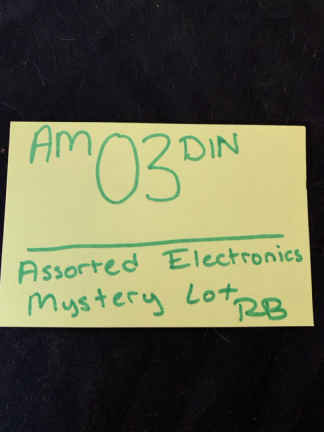 AM 03 DIN
Assorted Electronics
Mystery Lot RB